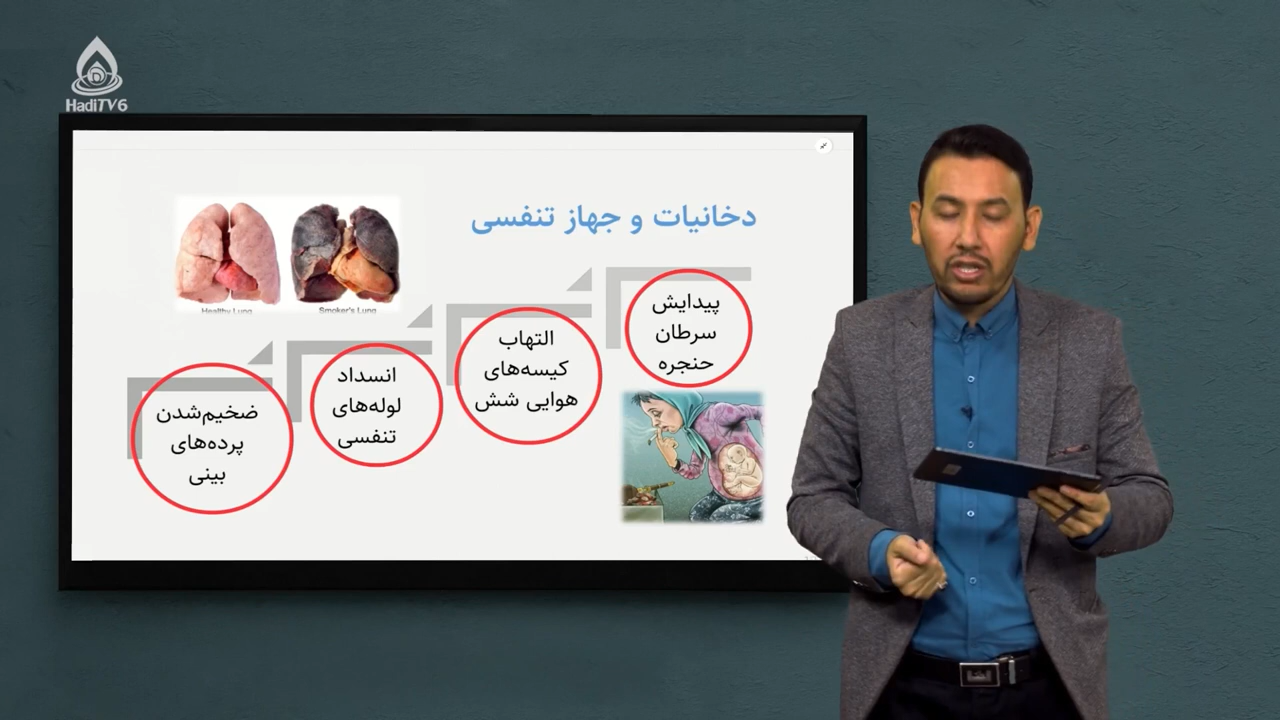 HadiTV6
دخانیات و جهاز تنفسی
Healthy Lung
Smoker's Lung
پیدایش
سرطان
حنجره
التهاب
کیسه‌های
هوایی شش
انسداد
لوله‌های
تنفسی
ضخیم‌شدن
پرده‌های
بینی